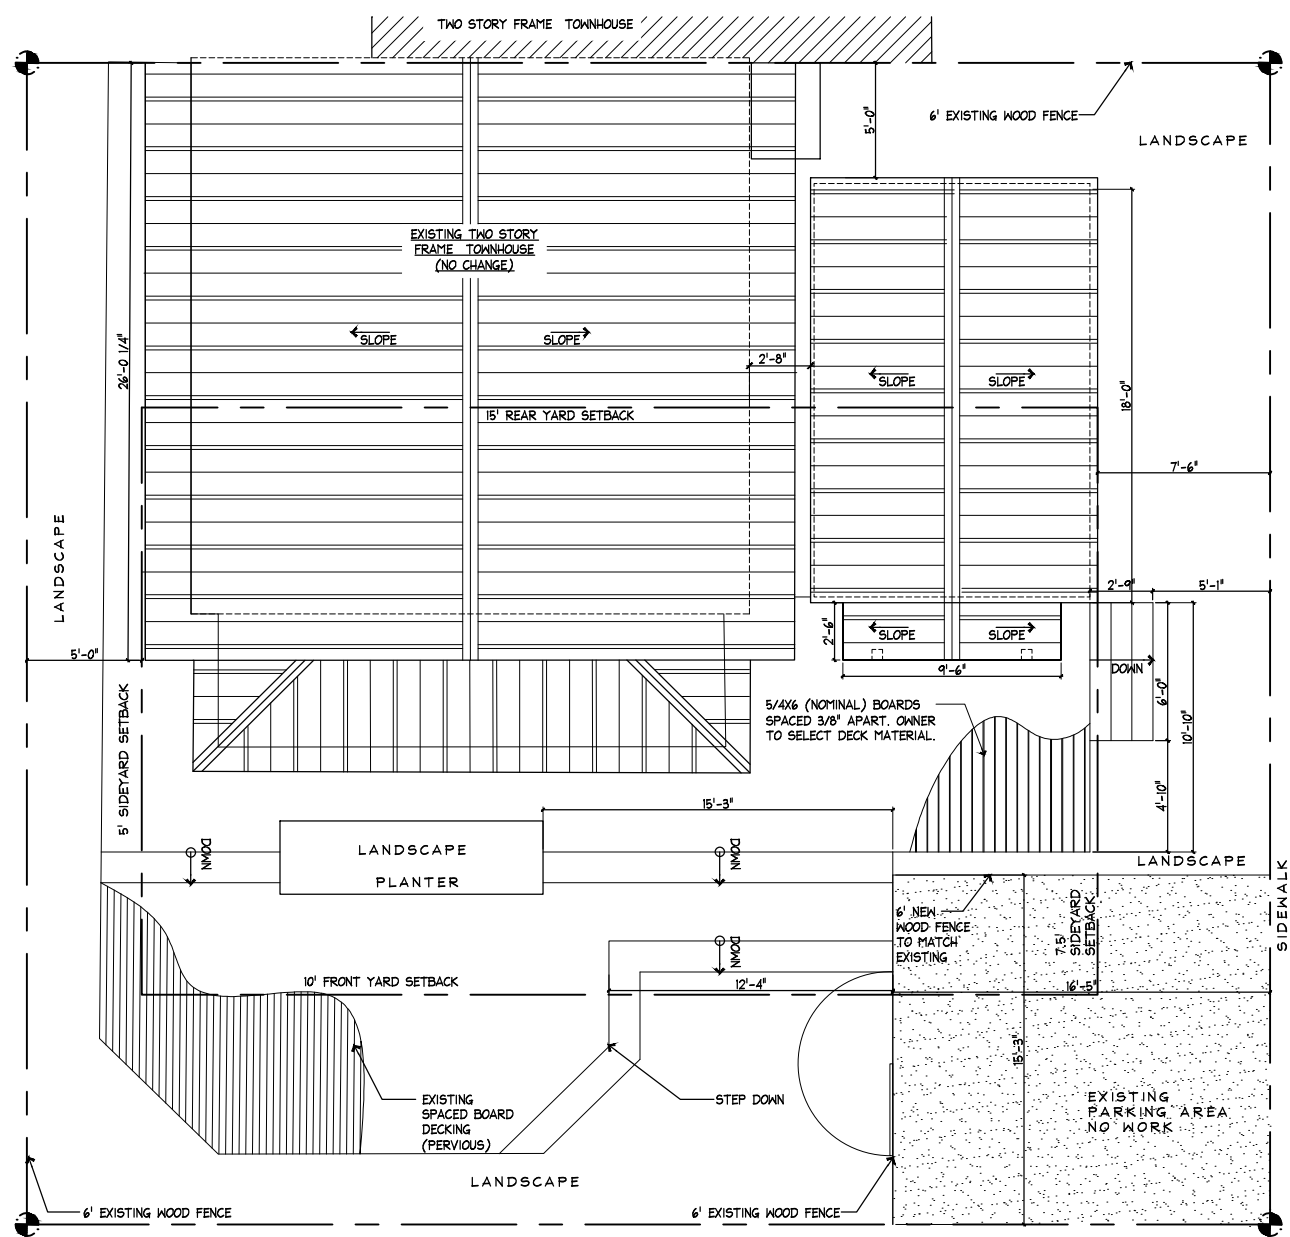 TWO STORY FRAME TOWNHOUSE
6' EXISTING WOOD FENCE
5'-0"
LANDSCAPE
EXISTING TWO STORY
FRAME TOWNHOUSE
(NO CHANGE)
26'-0 1/4"
SLOPE
SLOPE
2'-8"
SLOPE
SLOPE
18'-0"
15' REAR YARD SETBACK
7'-6"
LANDSCAPE
2'-9"
5'-1"
5'-0"
2'-6"
SLOPE
SLOPE
9'-6"
DOWN
6'-0"
10'-10"
4'-10"
5' SIDEYARD SETBACK
5/4X6 (NOMINAL) BOARDS
SPACED 3/8" APART. OWNER
TO SELECT DECK MATERIAL.
15'-3"
DOWN
LANDSCAPE
PLANTER
DOWN
LANDSCAPE
SIDEWALK
6' NEW
WOOD FENCE
TO MATCH
EXISTING
7.5'
SIDEYARD
SETBACK
DOWN
10' FRONT YARD SETBACK
12'-4"
16'-5"
15'-3"
EXISTING
SPACED BOARD
DECKING
(PERVIOUS)
STEP DOWN
EXISTING
PARKING AREA
NO WORK
LANDSCAPE
6' EXISTING WOOD FENCE
6' EXISTING WOOD FENCE